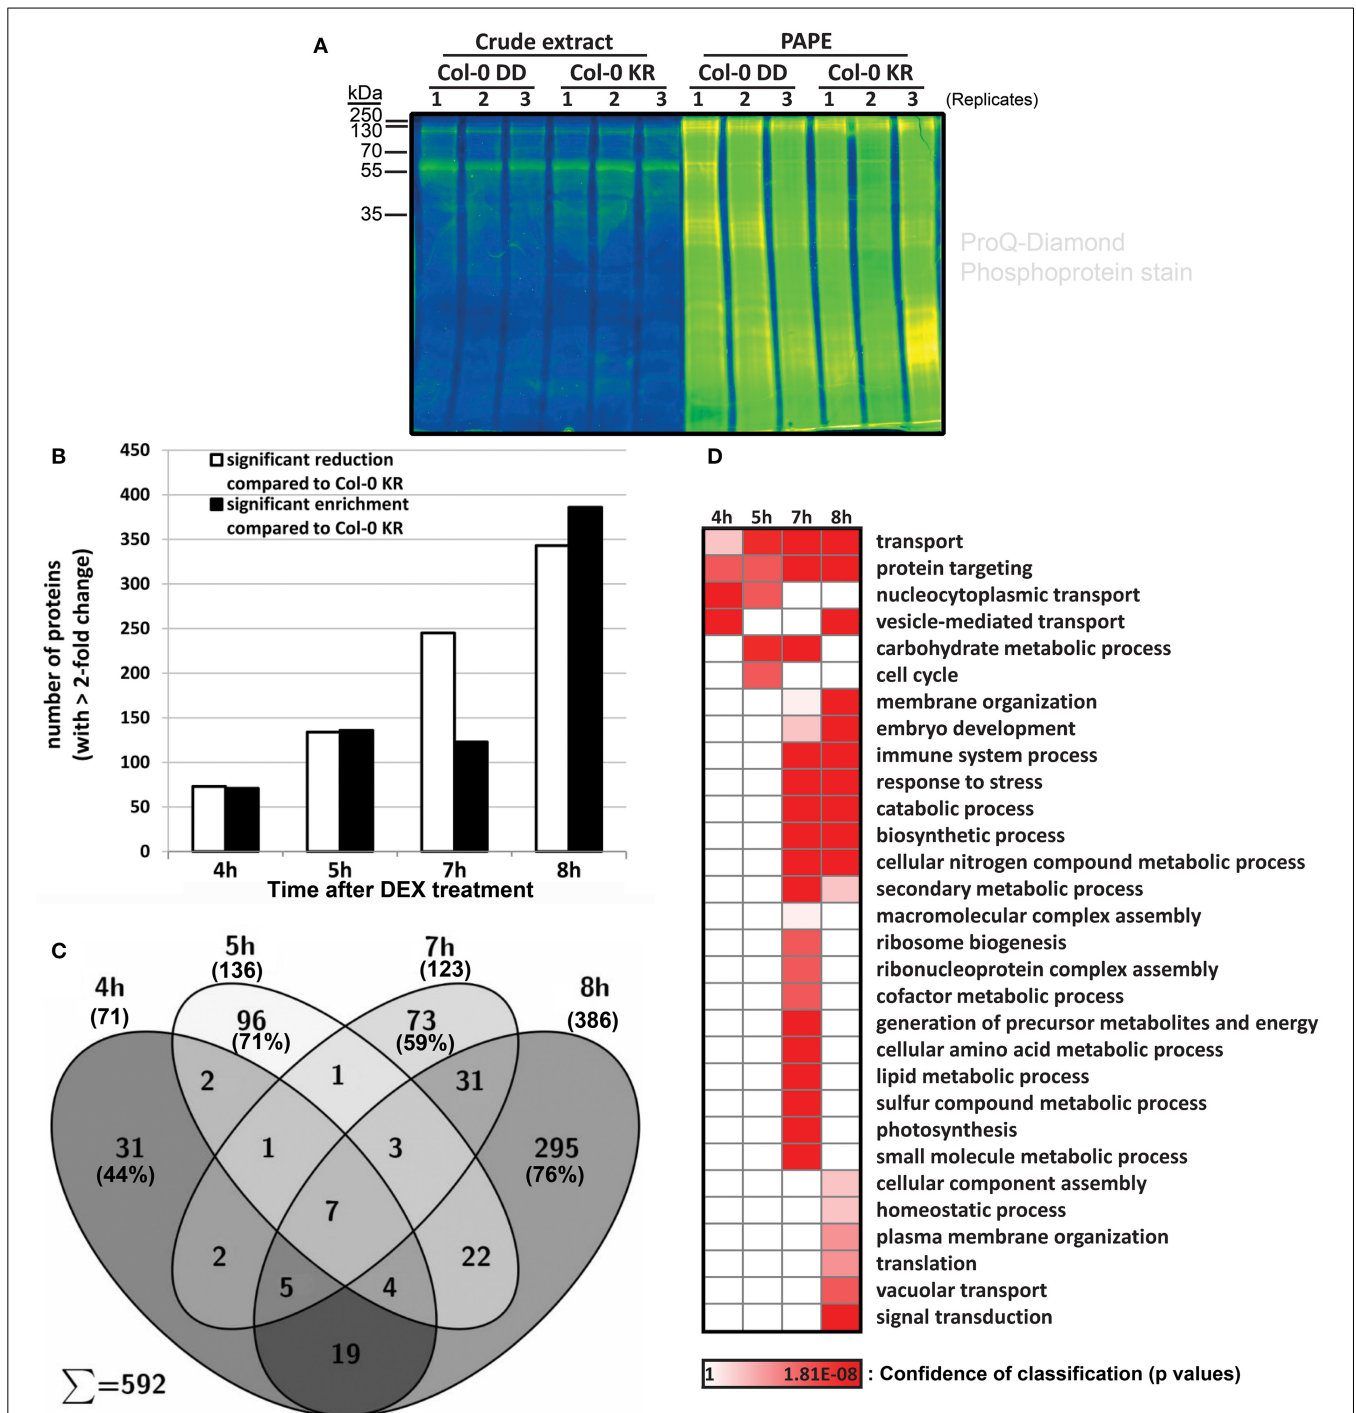 A
Crude extract
PAPE
Col-0 DD
Col-0 KR
Col-0 DD
Col-0 KR
kDa
1 2 3 1 2 3 1 2 3 1 2 3
(Replicates)
250
130
70
55
35
ProQ-Diamond
Phosphoprotein stain
B
450
400
350
300
250
200
150
100
50
0
number of proteins
(with > 2-fold change)
significant reduction
compared to Col-0 KR
significant enrichment
compared to Col-0 KR
4h 5h 7h 8h
Time after DEX treatment
C
4h
(71)
5h
(136)
7h
(123)
8h
(386)
96
(71%)
73
(59%)
2
1
31
31
(44%)
1
3
295
(76%)
7
2
22
5
4
19
∑=592
D
4h 5h 7h 8h
transport
protein targeting
nucleocytoplasmic transport
vesicle-mediated transport
carbohydrate metabolic process
cell cycle
membrane organization
embryo development
immune system process
response to stress
catabolic process
biosynthetic process
cellular nitrogen compound metabolic process
secondary metabolic process
macromolecular complex assembly
ribosome biogenesis
ribonucleoprotein complex assembly
cofactor metabolic process
generation of precursor metabolites and energy
cellular amino acid metabolic process
lipid metabolic process
sulfur compound metabolic process
photosynthesis
small molecule metabolic process
cellular component assembly
homeostatic process
plasma membrane organization
translation
vacuolar transport
signal transduction
1 1.81E-08 : Confidence of classification (p values)